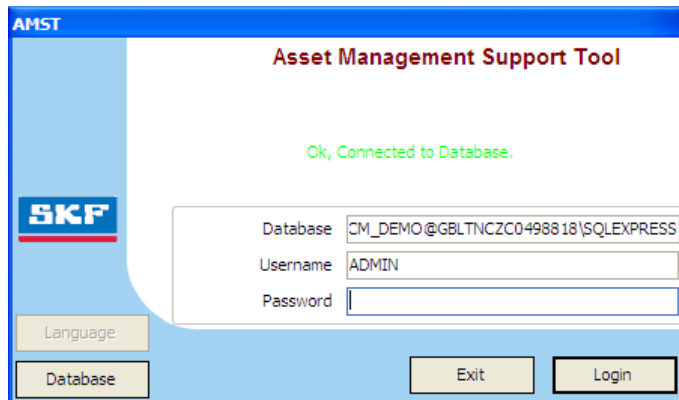 AMST
Asset Management Support Tool
Ok, Connected to Database.
SKF
Database CM_DEMO@GBLTNCZC0498818\SQLEXPRESS
Username ADMIN
Password
Language
Database
Exit
Login